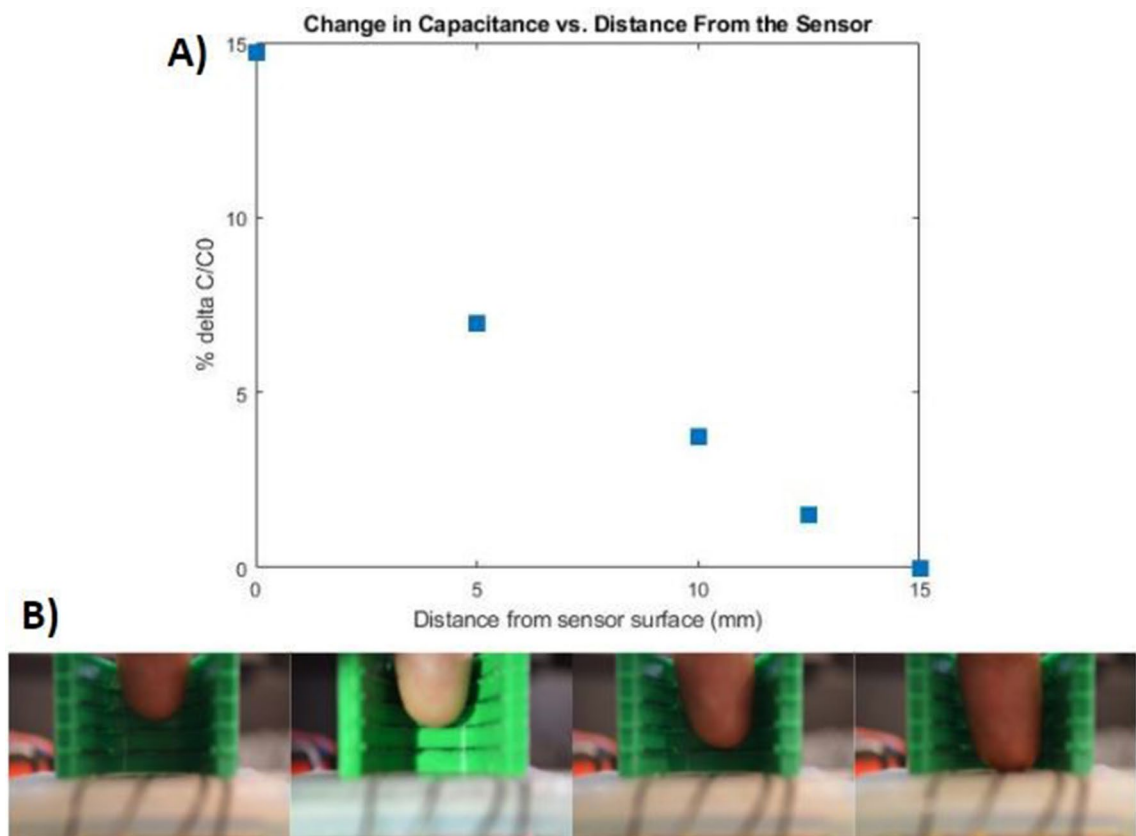 Change in Capacitance vs. Distance From the Sensor
A)
15
10
5
0
% delta C/C0
0 5 10 15
Distance from sensor surface (mm)
B)